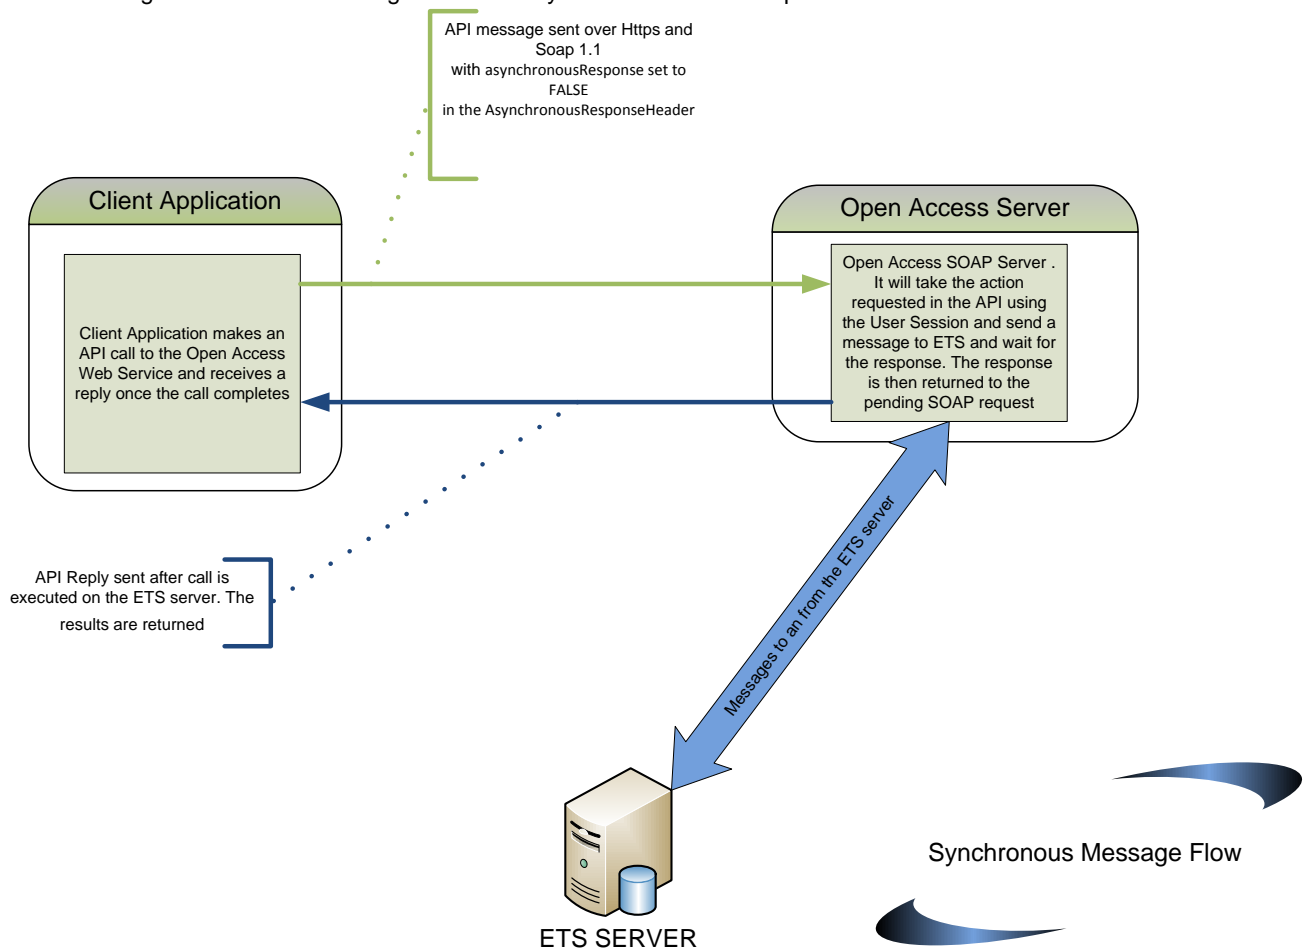 API message sent over Https and
Soap 1.1
with asynchronousResponse set to
FALSE
in the AsynchronousResponseHeader
Client Application
Open Access Server
Client Application makes an
API call to the Open Access
Web Service and receives a
reply once the call completes
Open Access SOAP Server .
It will take the action
requested in the API using
the User Session and send a
message to ETS and wait for
the response. The response
is then returned to the
pending SOAP request
API Reply sent after call is
executed on the ETS server. The
results are returned
Messages to an from the ETS server
Synchronous Message Flow
ETS SERVER